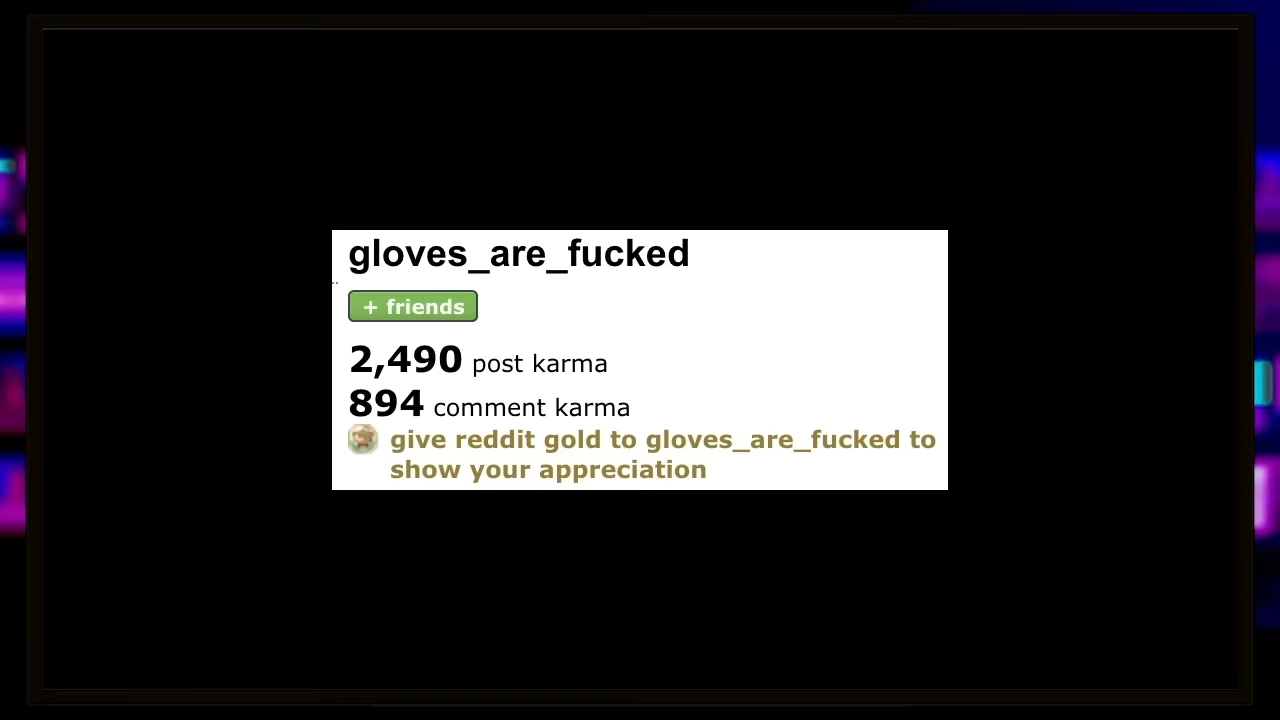 gloves_are_fucked
+ friends
2,490 post karma
894 comment karma
give reddit gold to gloves_are_fucked to
show your appreciation